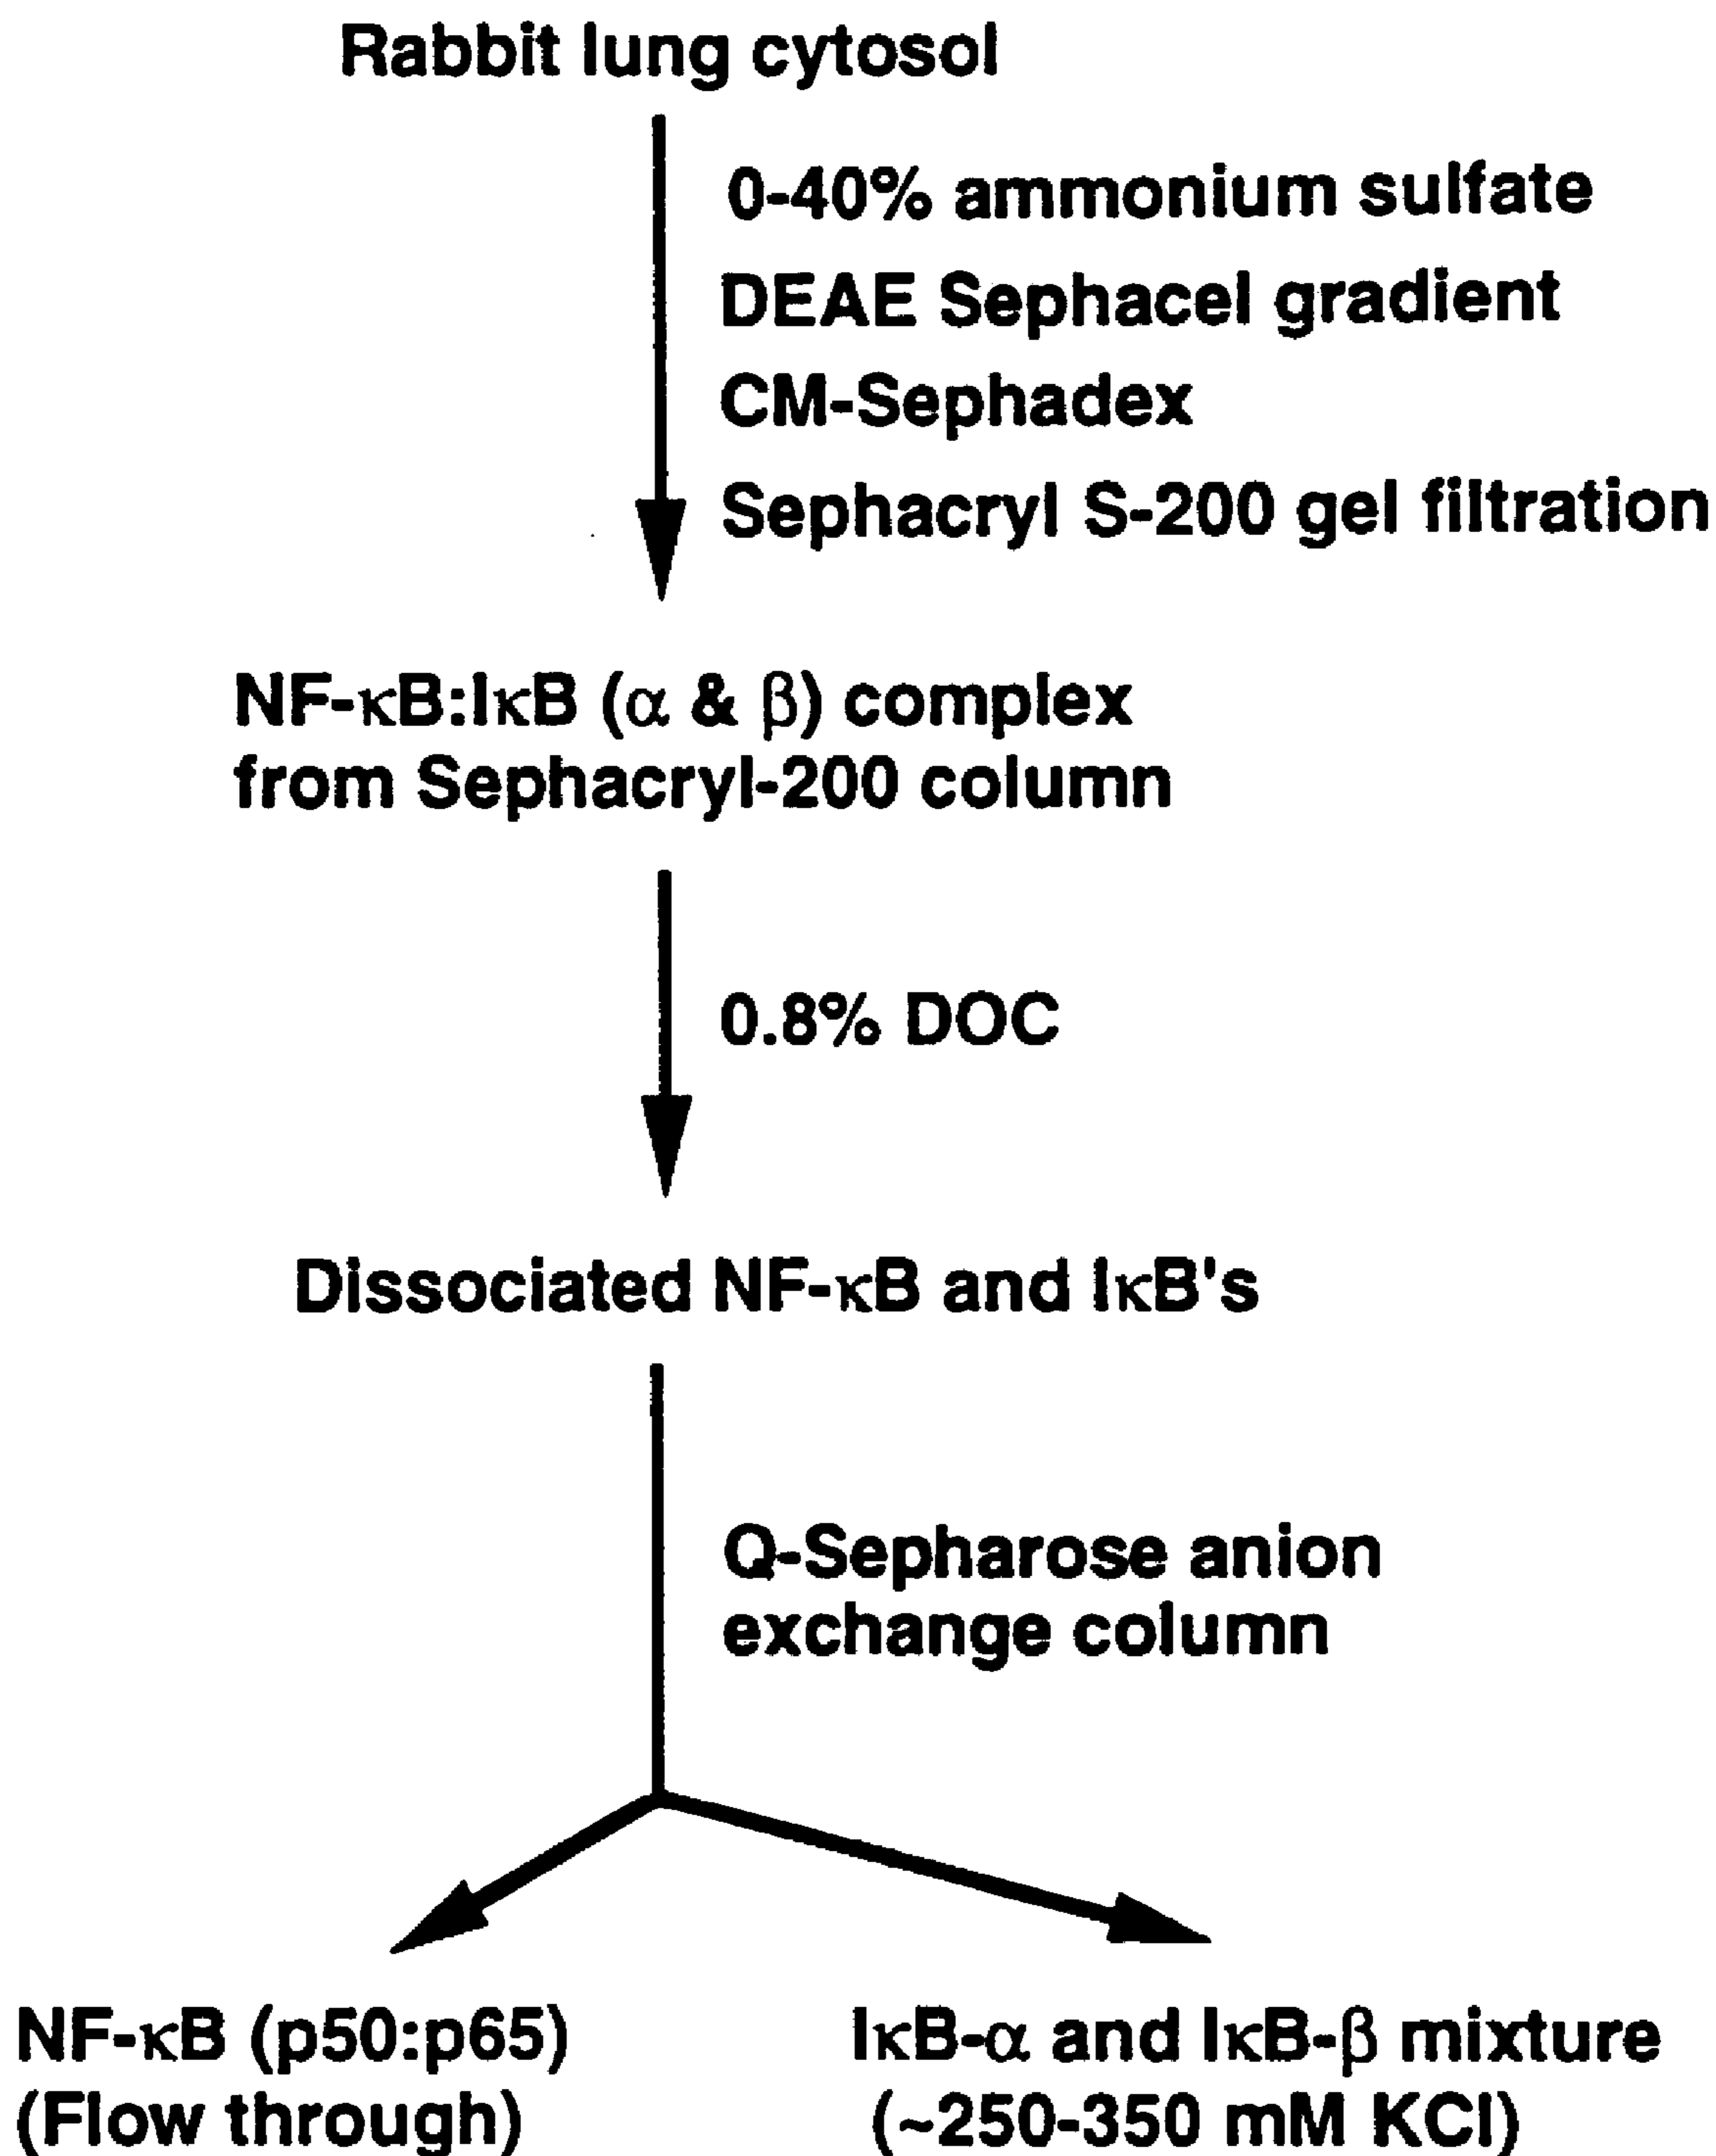 Rabbit lung cytosol
0-40% ammonium sulfate
DEAE Sephacel gradient
CM-Sephadex
Sephacryl S-200 gel filtration
NF-κB:IκB (α & β) complex
from Sephacryl-200 column
0.8% DOC
Dissociated NF-κB and IκB's
Q-Sepharose anion
exchange column
NF-κB (p50:p65)
(Flow through)
IκB-α and IκB-β mixture
(~250-350 mM KCl)